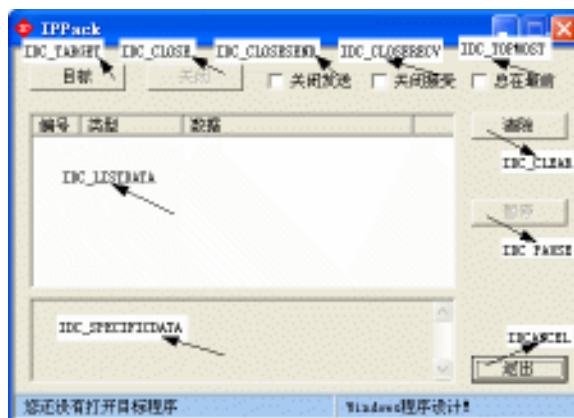 IPPack
IDC_TARGET IDC_CLOSE IDC_CLOSESEND IDC_CLOSERECV IDC_TOPMOST
目标 关闭 关闭发送 关闭接受 总在最前
编号 类型 数据 清除
IDC_CLEAR
IDC_LISTDATA
暂停
IDC_PAUSE
IDC_SPECIFICDATA
IDCANCEL
退出
您还没有打开目标程序 Windows程序设计!